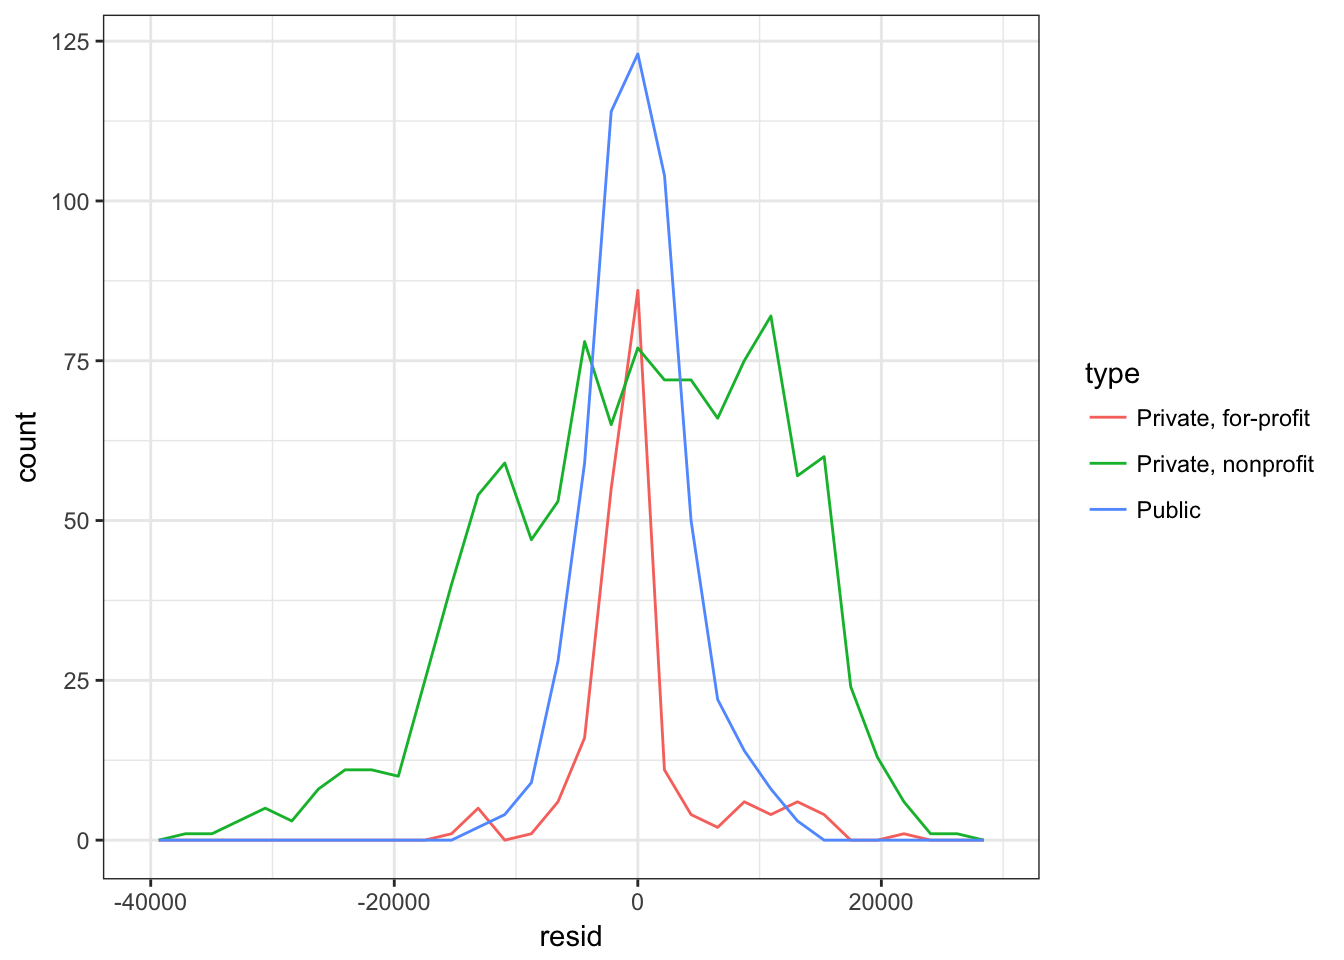 125
100
75
50
25
0
count
-40000
-20000
0
20000
resid
type
Private, for-profit
Private, nonprofit
Public